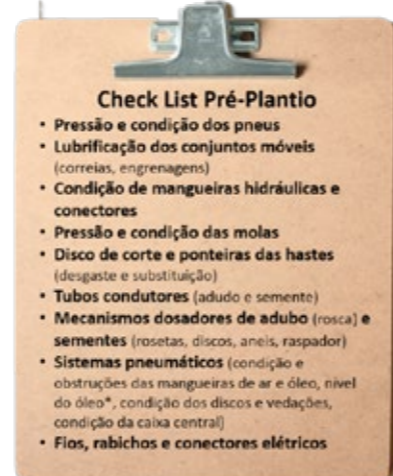 Check List Pré-Plantio
• Pressão e condição dos pneus
• Lubrificação dos conjuntos móveis
(correias, engrenagens)
• Condição de mangueiras hidráulicas e
conectores
• Pressão e condição das molas
• Disco de corte e ponteiras das hastes
(desgaste e substituição)
• Tubos condutores (adudo e semente)
• Mecanismos dosadores de adubo (rosca) e
sementes (rosetas, discos, aneis, raspador)
• Sistemas pneumáticos (condição e
obstruções das mangueiras de ar e óleo, nivel
do óleo*, condição dos discos e vedações,
condição da caixa central)
• Fios, rabichos e conectores elétricos